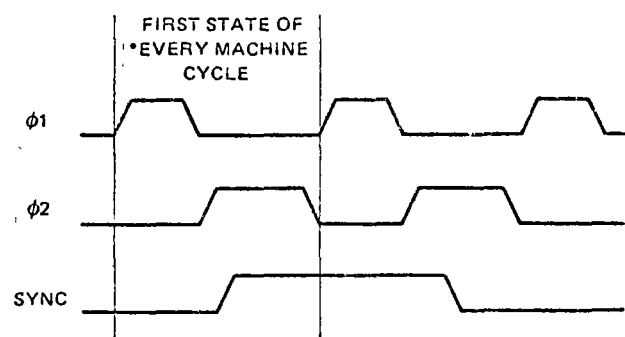 FIRST STATE OF
*EVERY MACHINE
CYCLE
ϕ1
ϕ2
SYNC